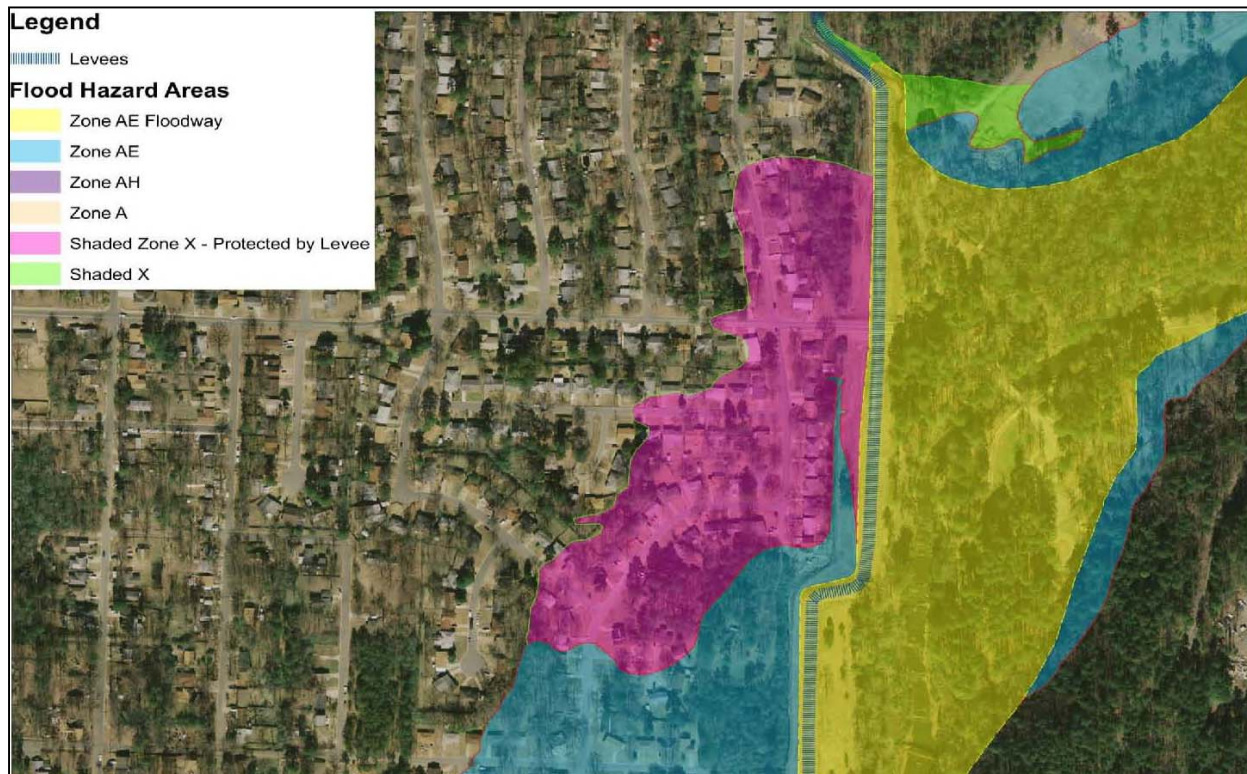 Legend
Levees
Flood Hazard Areas
Zone AE Floodway
Zone AE
Zone AH
Zone A
Shaded Zone X - Protected by Levee
Shaded X